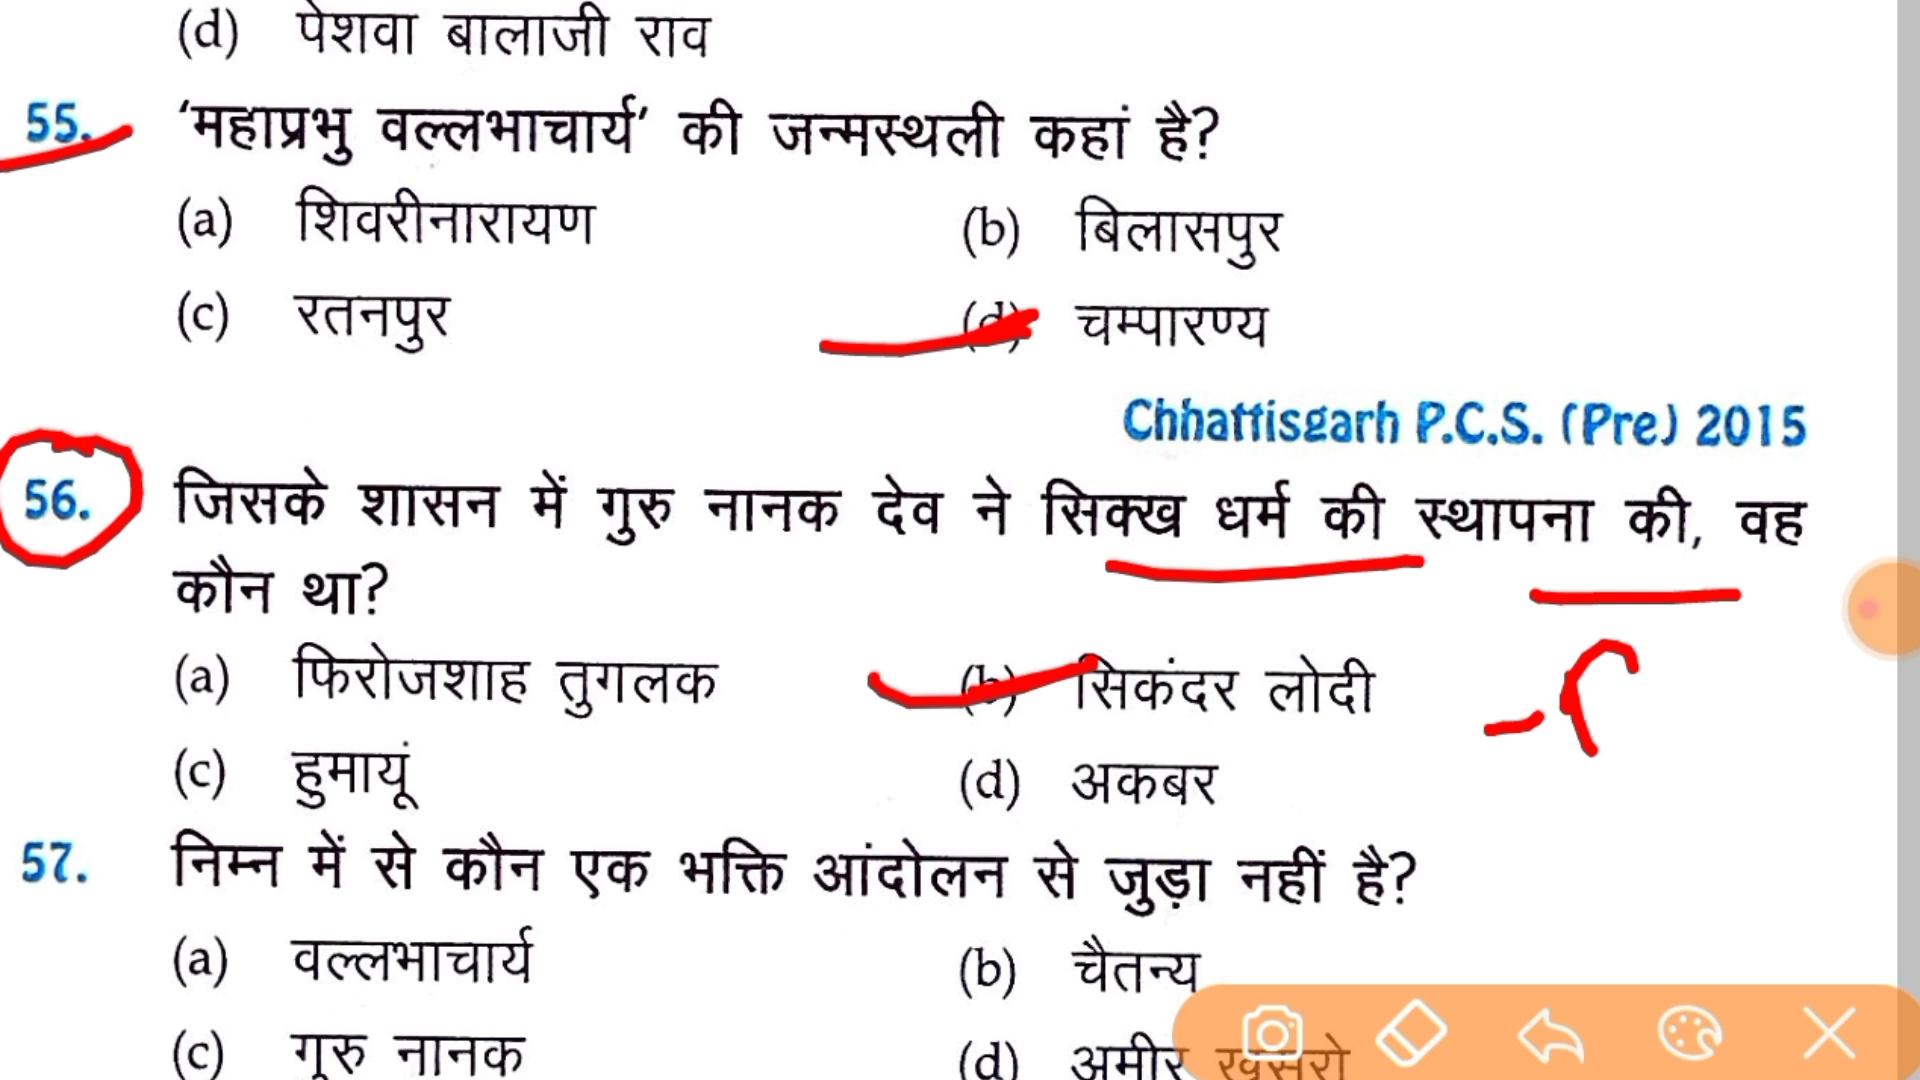 (d) पेशवा बालाजी राव
55. 'महाप्रभु वल्लभाचार्य' की जन्मस्थली कहां है?
(a) शिवरीनारायण (b) बिलासपुर
(c) रतनपुर (d) चम्पारण्य
Chhattisgarh P.C.S. (Pre) 2015
56. जिसके शासन में गुरु नानक देव ने सिक्ख धर्म की स्थापना की, वह
कौन था?
(a) फिरोजशाह तुगलक (b) सिकंदर लोदी
(c) हुमायूं (d) अकबर
57. निम्न में से कौन एक भक्ति आंदोलन से जुड़ा नहीं है?
(a) वल्लभाचार्य (b) चैतन्य
(c) गुरु नानक (d) अमीर खुसरो